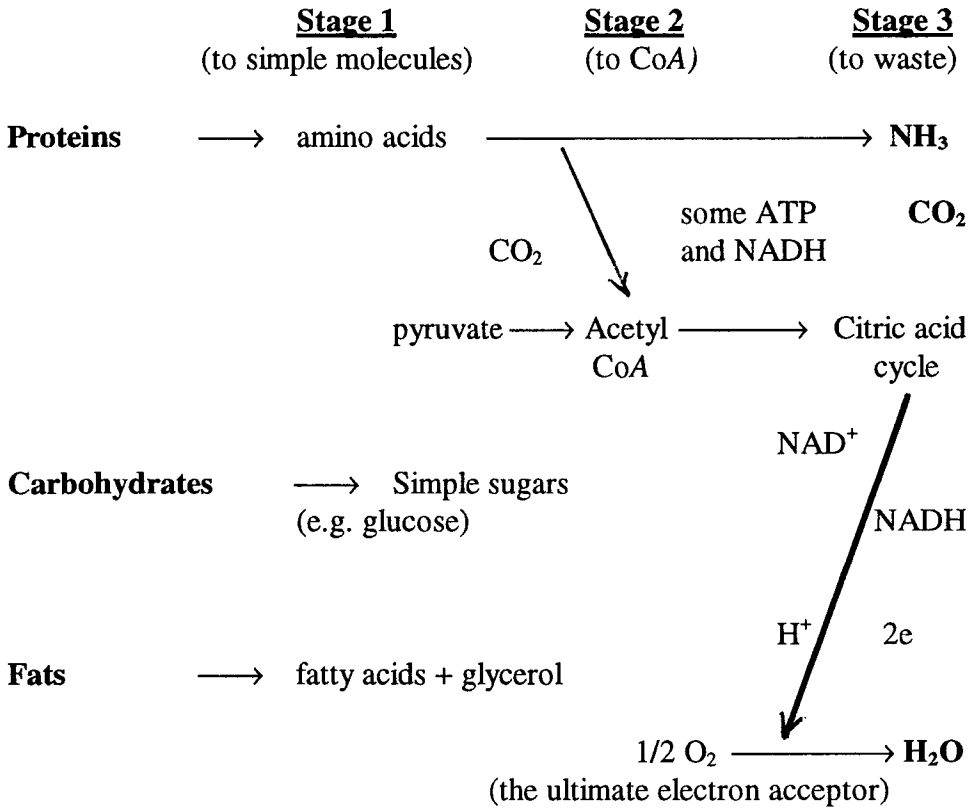 Stage 1 Stage 2 Stage 3
(to simple molecules) (to CoA) (to waste)
Proteins → amino acids → NH₃
some ATP CO₂
CO₂ and NADH
pyruvate → Acetyl → Citric acid
CoA cycle
NAD⁺
Carbohydrates → Simple sugars
(e.g. glucose) NADH
H⁺ 2e
Fats → fatty acids + glycerol
1/2 O₂ → H₂O
(the ultimate electron acceptor)